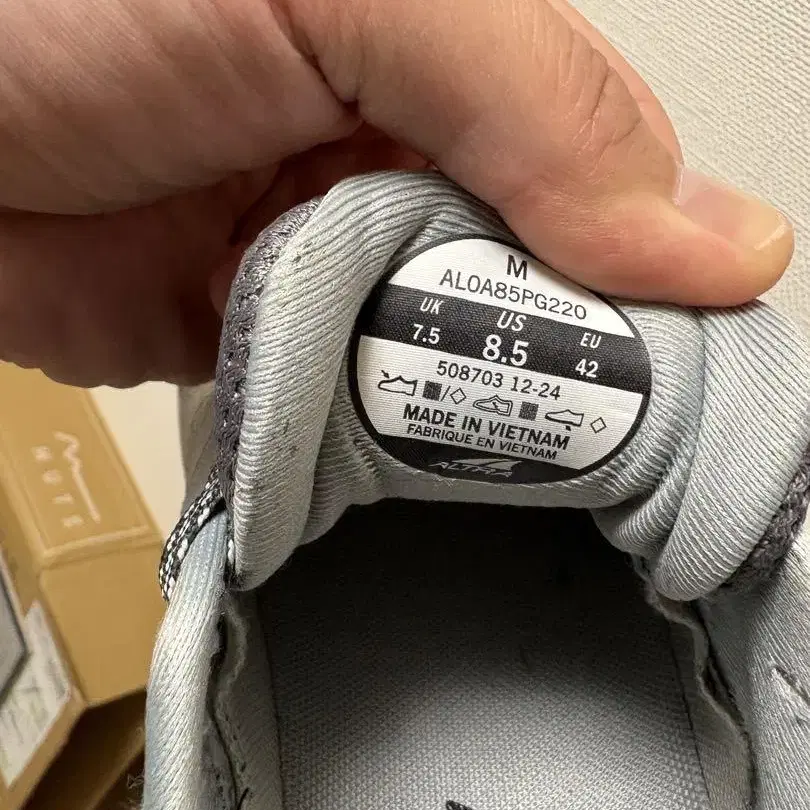 M
AL0A85PG220
UK US EU
7.5 8.5 42
508703 12-24
MADE IN VIETNAM
FABRIQUE EN VIETNAM
ALTRA